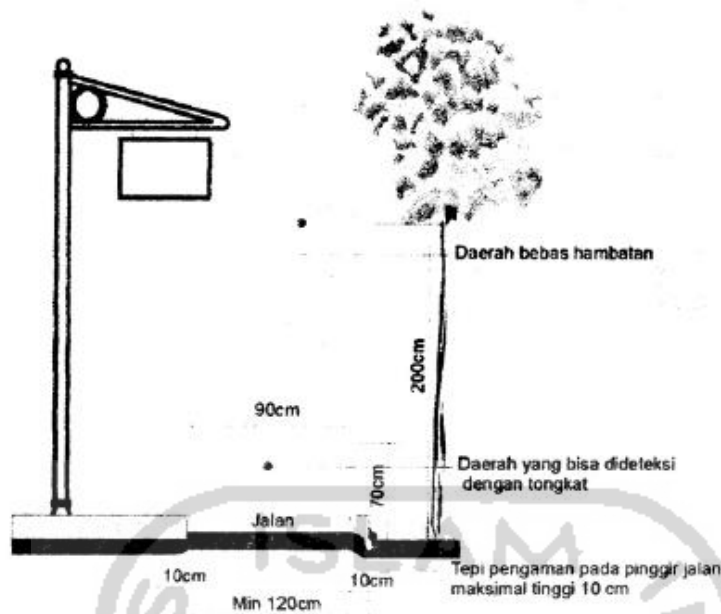 Daerah bebas hambatan
200cm
90cm
Daerah yang bisa dideteksi
dengan tongkat
70cm
Jalan
ISLAM
10cm
10cm
Tepi pengaman pada pinggir jalan
maksimal tinggi 10 cm
Min 120cm